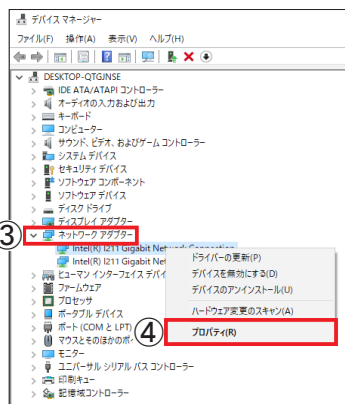 デバイス マネージャー
ファイル(F) 操作(A) 表示(V) ヘルプ(H)
DESKTOP-QTGJNSE
IDE ATA/ATAPI コントローラー
オーディオの入力および出力
キーボード
コンピューター
サウンド、ビデオ、およびゲーム コントローラー
システム デバイス
セキュリティ デバイス
ソフトウェア コンポーネント
ソフトウェア デバイス
ディスク ドライブ
ディスプレイ アダプター
③ ネットワーク アダプター
Intel(R) I211 Gigabit Network Connection
Intel(R) I211 Gigabit Net
ヒューマン インターフェイス デバイ
ファームウェア
プロセッサ
ポータブル デバイス
ポート (COM と LPT)
マウスとそのほかのポ
モニター
ユニバーサル シリアル バス コントローラー
印刷キュー
記憶域コントローラー
ドライバーの更新(P)
デバイスを無効にする(D)
デバイスのアンインストール(U)
ハードウェア変更のスキャン(A)
④ プロパティ(R)